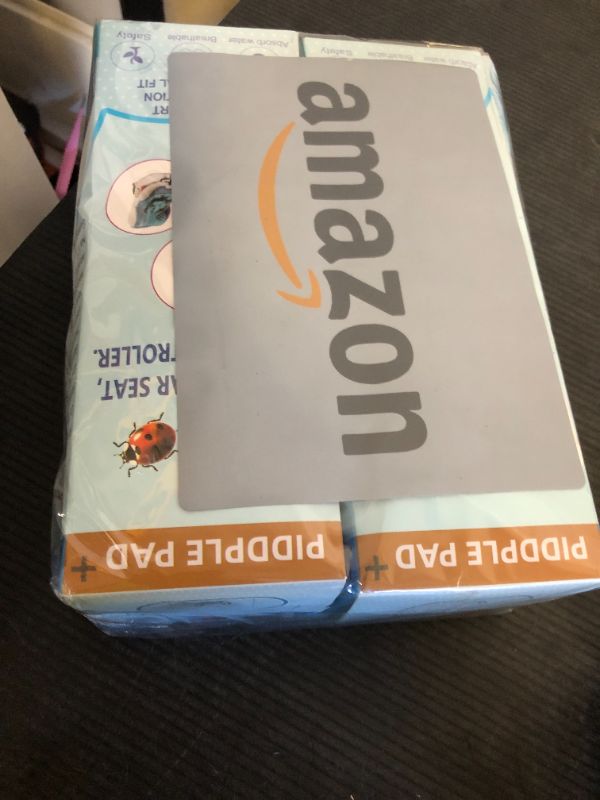 amazon
PIDDPLE PAD +
PIDDPLE PAD +
AR SEAT,
TROLLER.
RT
TION
L FIT
Absorb water Breathable Safety
Absorb water Breathable Safety